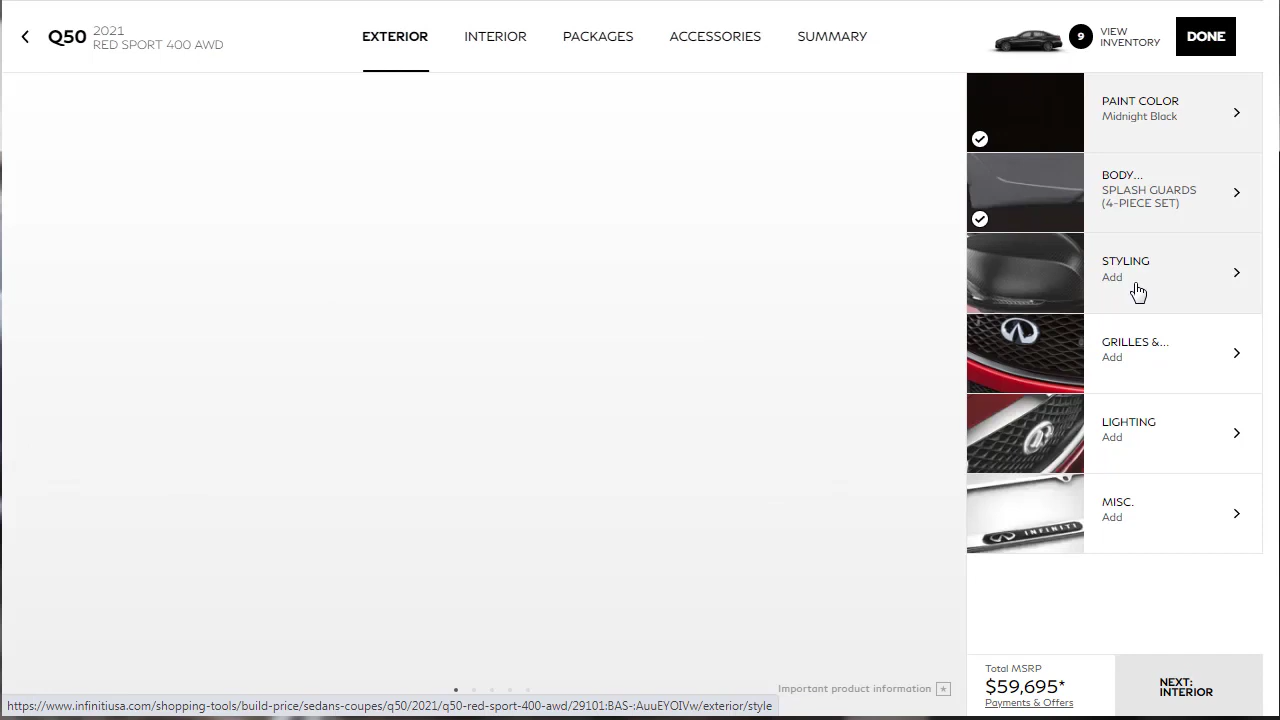 Q50
2021
RED SPORT 400 AWD
EXTERIOR
INTERIOR
PACKAGES
ACCESSORIES
SUMMARY
9
VIEW
INVENTORY
DONE
PAINT COLOR
Midnight Black
BODY...
SPLASH GUARDS
(4-PIECE SET)
STYLING
Add
GRILLES &...
Add
LIGHTING
Add
MISC.
Add
INFINITI
Important product information
Total MSRP
$59,695*
Payments & Offers
NEXT:
INTERIOR
https://www.infinitiusa.com/shopping-tools/build-price/sedans-coupes/q50/2021/q50-red-sport-400-awd/29101:BAS-:AuuEYOIVw/exterior/style